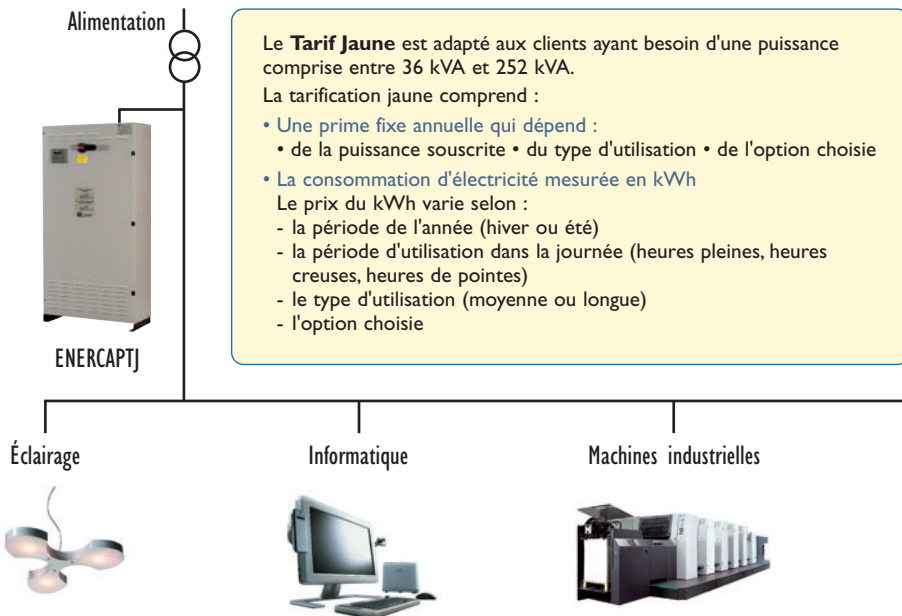 Alimentation
Le Tarif Jaune est adapté aux clients ayant besoin d'une puissance
comprise entre 36 kVA et 252 kVA.
La tarification jaune comprend :
• Une prime fixe annuelle qui dépend :
• de la puissance souscrite • du type d'utilisation • de l'option choisie
• La consommation d'électricité mesurée en kWh
Le prix du kWh varie selon :
- la période de l'année (hiver ou été)
- la période d'utilisation dans la journée (heures pleines, heures
creuses, heures de pointes)
- le type d'utilisation (moyenne ou longue)
- l'option choisie
ENERCAPTJ
Éclairage
Informatique
Machines industrielles